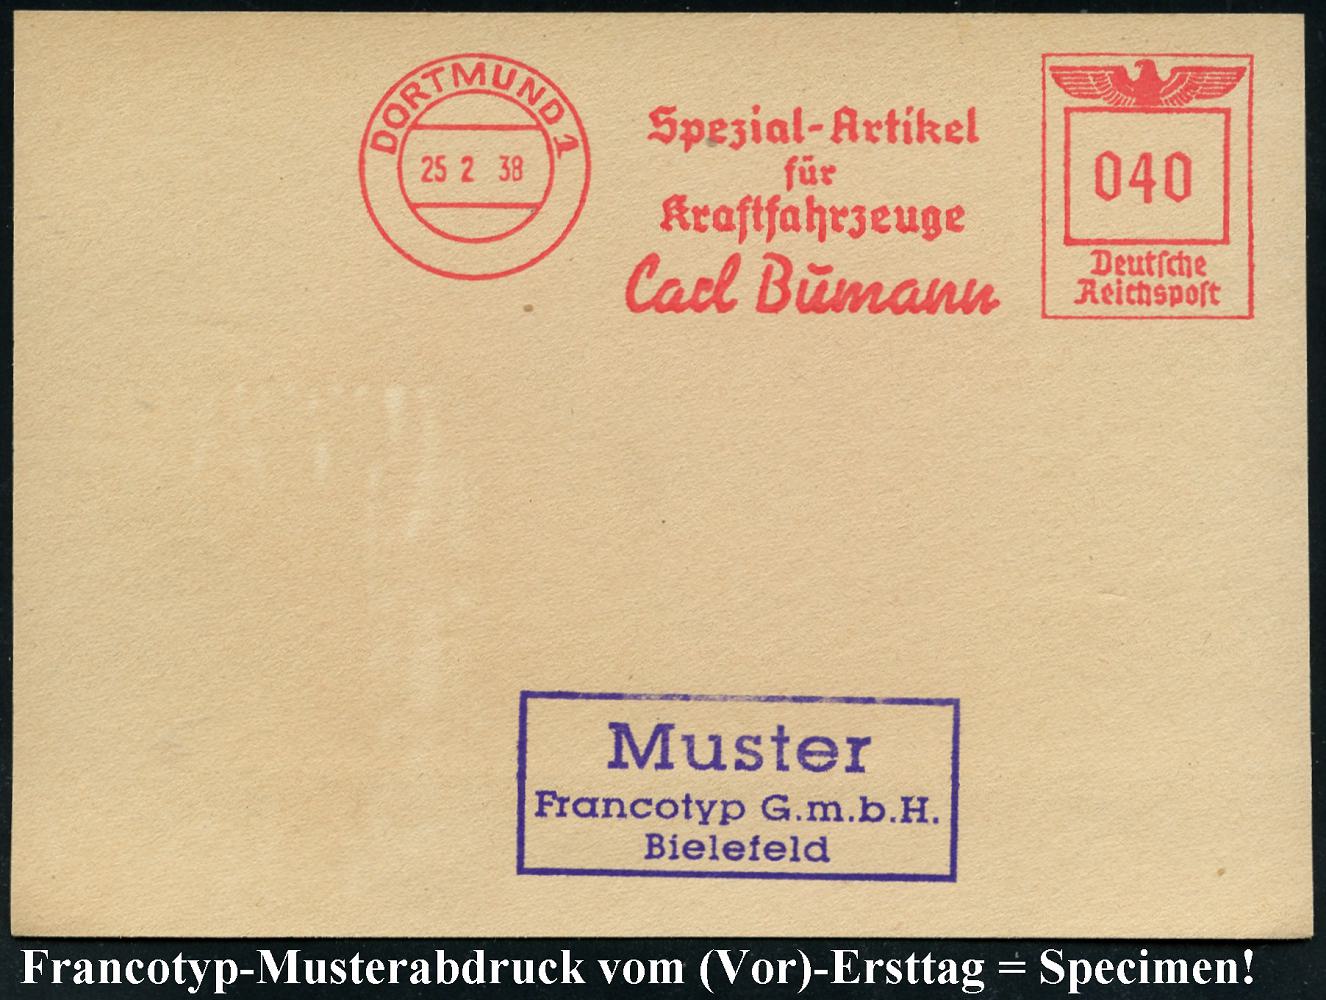 DORTMUND 1
25 2 38
Spezial-Artikel
für
Kraftfahrzeuge
Carl Būmann
040
Deutsche
Reichspost
Muster
Francotyp G.m.b.H.
Bielefeld
Francotyp-Musterabdruck vom (Vor)-Ersttag = Specimen!